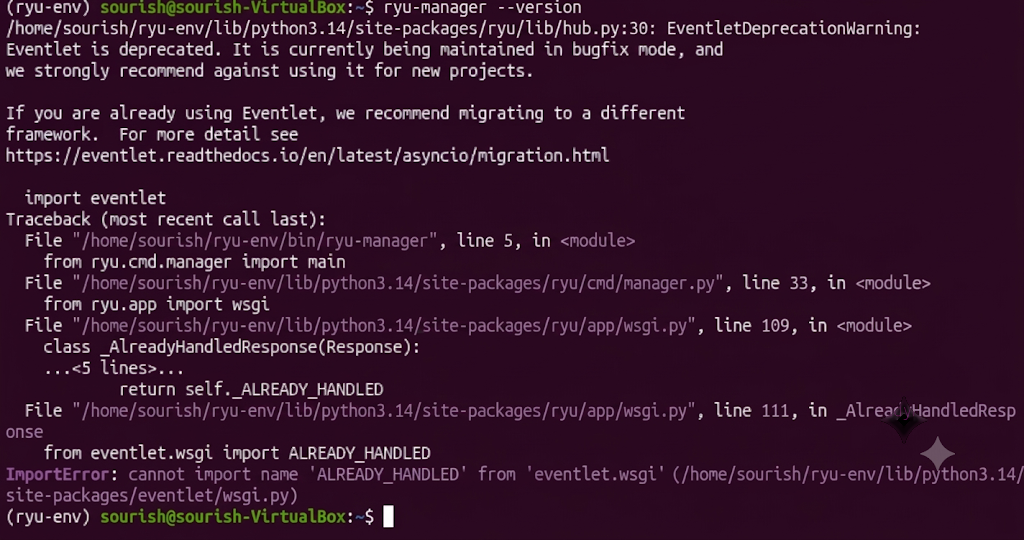 (ryu-env) sourish@sourish-VirtualBox:~$ ryu-manager --version
/home/sourish/ryu-env/lib/python3.14/site-packages/ryu/lib/hub.py:30: EventletDeprecationWarning:
Eventlet is deprecated. It is currently being maintained in bugfix mode, and
we strongly recommend against using it for new projects.

If you are already using Eventlet, we recommend migrating to a different
framework.  For more detail see
https://eventlet.readthedocs.io/en/latest/asyncio/migration.html

  import eventlet
Traceback (most recent call last):
  File "/home/sourish/ryu-env/bin/ryu-manager", line 5, in <module>
    from ryu.cmd.manager import main
  File "/home/sourish/ryu-env/lib/python3.14/site-packages/ryu/cmd/manager.py", line 33, in <module>
    from ryu.app import wsgi
  File "/home/sourish/ryu-env/lib/python3.14/site-packages/ryu/app/wsgi.py", line 109, in <module>
    class _AlreadyHandledResponse(Response):
    ...<5 lines>...
            return self._ALREADY_HANDLED
  File "/home/sourish/ryu-env/lib/python3.14/site-packages/ryu/app/wsgi.py", line 111, in _AlreadyHandledResp
onse
    from eventlet.wsgi import ALREADY_HANDLED
ImportError: cannot import name 'ALREADY_HANDLED' from 'eventlet.wsgi' (/home/sourish/ryu-env/lib/python3.14/
site-packages/eventlet/wsgi.py)
(ryu-env) sourish@sourish-VirtualBox:~$